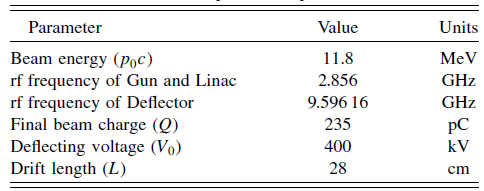 Parameter Value Units
Beam energy (p₀c) 11.8 MeV
rf frequency of Gun and Linac 2.856 GHz
rf frequency of Deflector 9.596 16 GHz
Final beam charge (Q) 235 pC
Deflecting voltage (V₀) 400 kV
Drift length (L) 28 cm